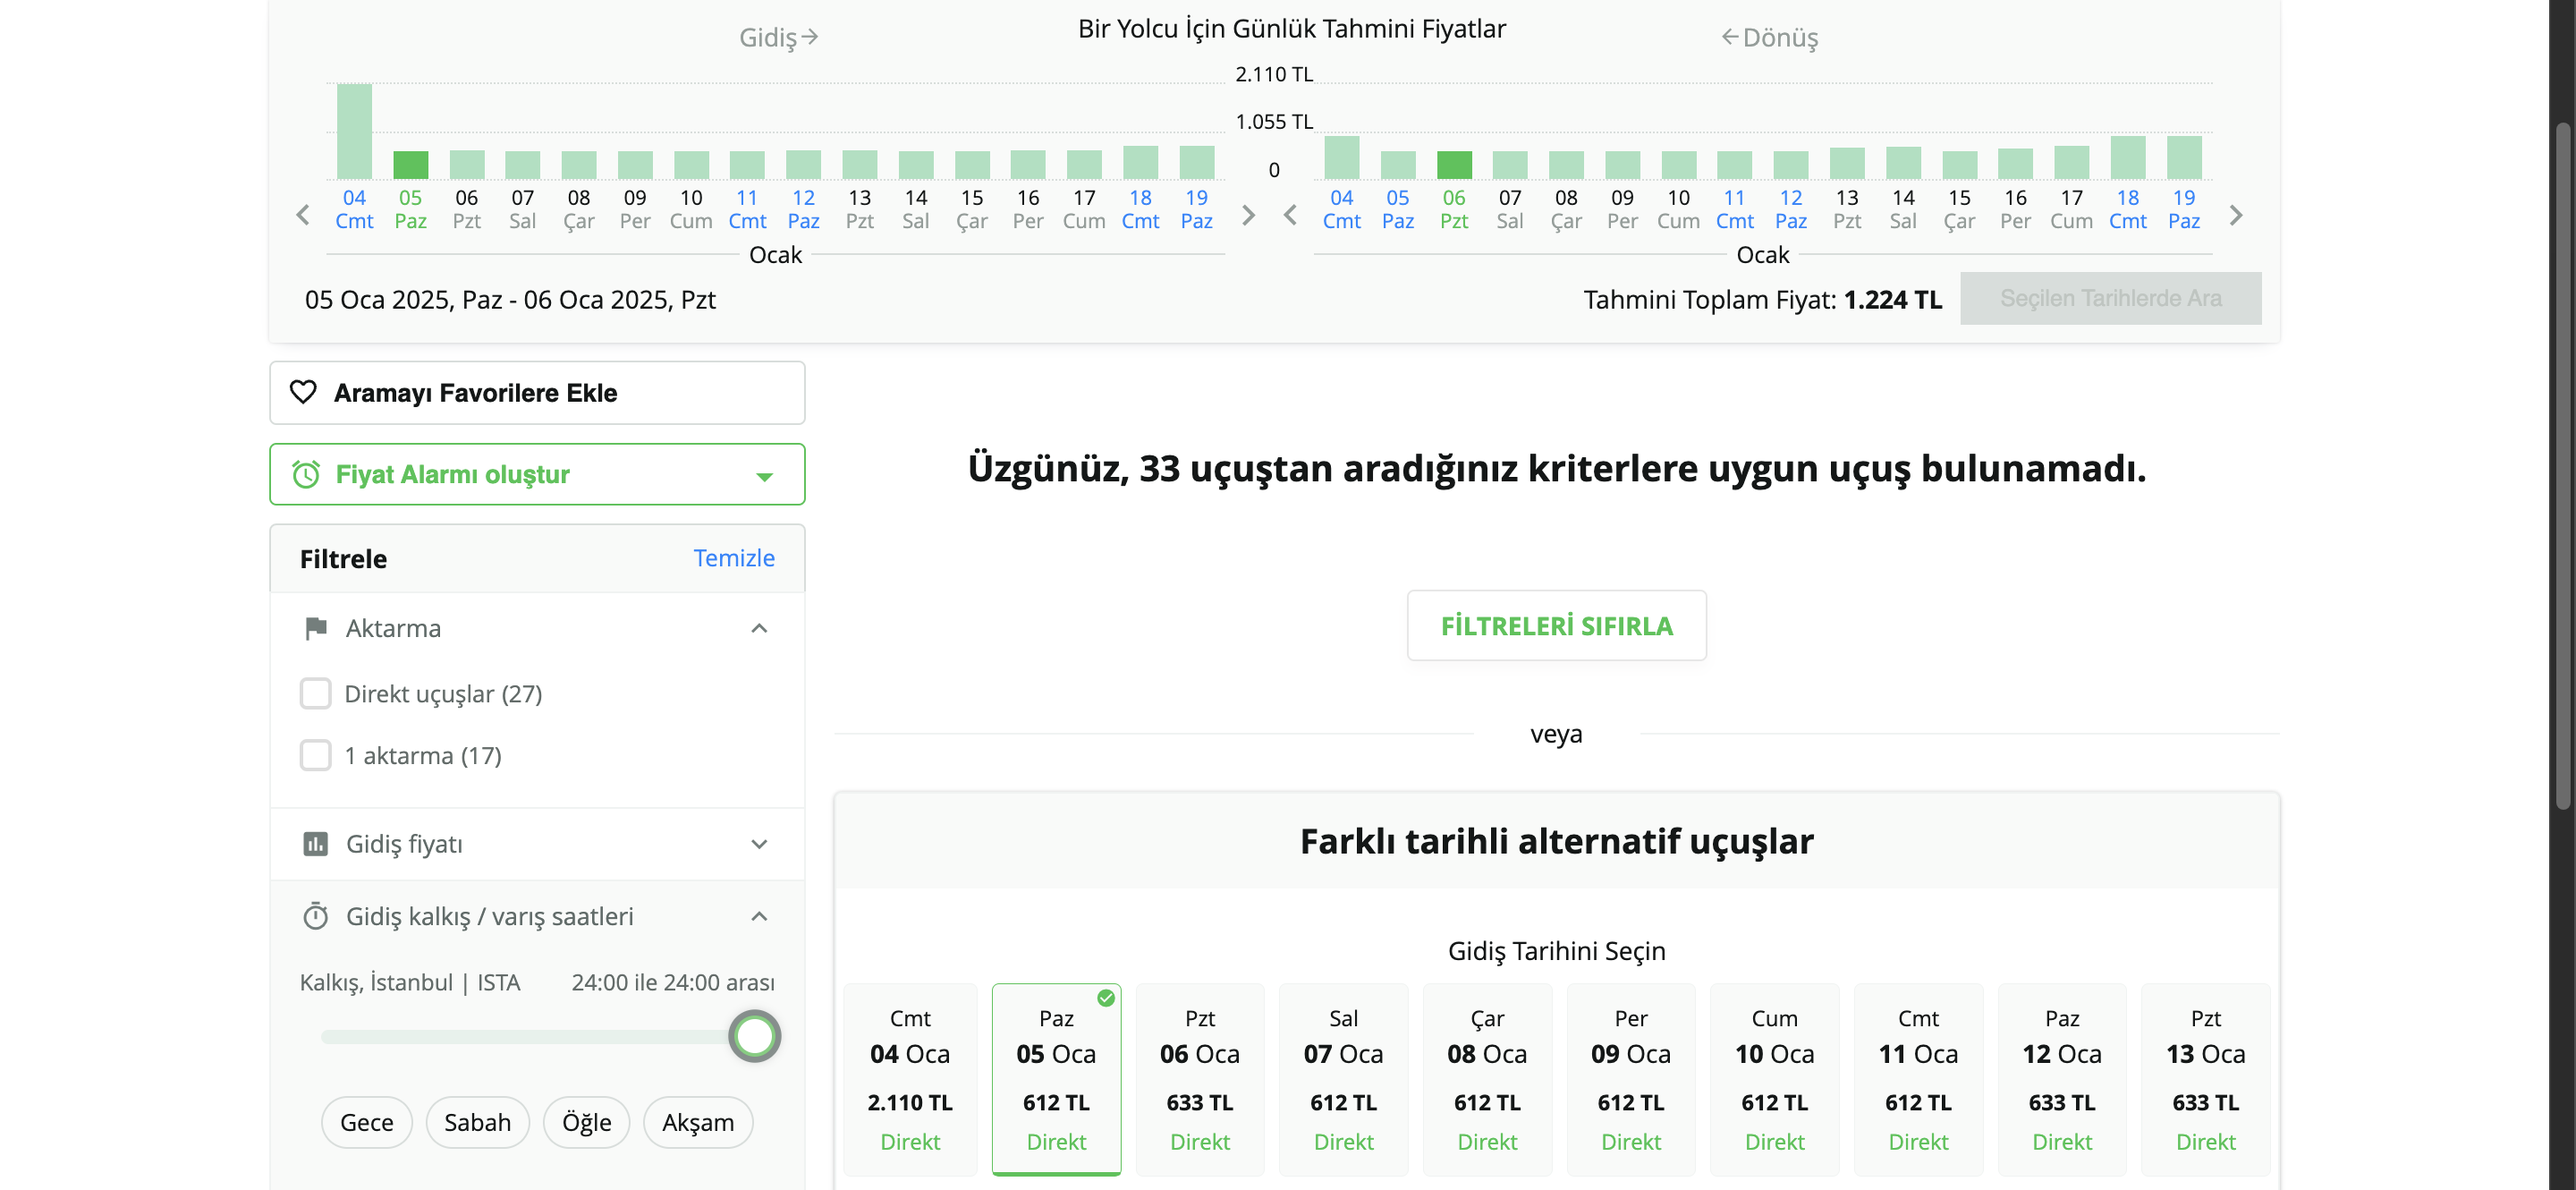 Gidiş
Bir Yolcu İçin Günlük Tahmini Fiyatlar
Dönüş
2.110 TL
1.055 TL
0
04 05 06 07 08 09 10 11 12 13 14 15 16 17 18 19
Cmt Paz Pzt Sal Çar Per Cum Cmt Paz Pzt Sal Çar Per Cum Cmt Paz
Ocak
04 05 06 07 08 09 10 11 12 13 14 15 16 17 18 19
Cmt Paz Pzt Sal Çar Per Cum Cmt Paz Pzt Sal Çar Per Cum Cmt Paz
Ocak
05 Oca 2025, Paz - 06 Oca 2025, Pzt
Tahmini Toplam Fiyat: 1.224 TL
Seçilen Tarihlerde Ara
Aramayı Favorilere Ekle
Fiyat Alarmı oluştur
Filtrele
Temizle
Aktarma
Direkt uçuşlar (27)
1 aktarma (17)
Gidiş fiyatı
Gidiş kalkış / varış saatleri
Kalkış, İstanbul | ISTA
24:00 ile 24:00 arası
Gece
Sabah
Öğle
Akşam
Üzgünüz, 33 uçuştan aradığınız kriterlere uygun uçuş bulunamadı.
FİLTRELERİ SIFIRLA
veya
Farklı tarihli alternatif uçuşlar
Gidiş Tarihini Seçin
Cmt
04 Oca
2.110 TL
Direkt
Paz
05 Oca
612 TL
Direkt
Pzt
06 Oca
633 TL
Direkt
Sal
07 Oca
612 TL
Direkt
Çar
08 Oca
612 TL
Direkt
Per
09 Oca
612 TL
Direkt
Cum
10 Oca
612 TL
Direkt
Cmt
11 Oca
612 TL
Direkt
Paz
12 Oca
633 TL
Direkt
Pzt
13 Oca
633 TL
Direkt